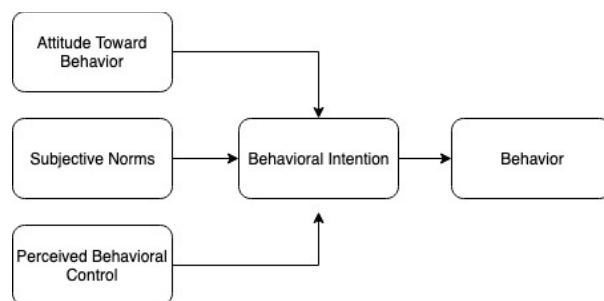 Attitude Toward
Behavior
Subjective Norms
Behavioral Intention
Behavior
Perceived Behavioral
Control